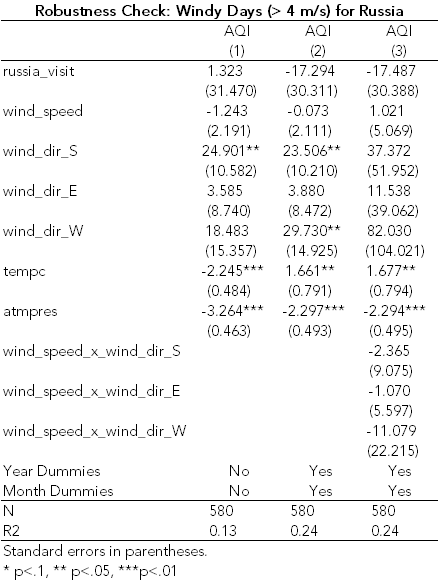 Robustness Check: Windy Days (> 4 m/s) for Russia
AQI AQI AQI
(1) (2) (3)
russia_visit 1.323 -17.294 -17.487
(31.470) (30.311) (30.388)
wind_speed -1.243 -0.073 1.021
(2.191) (2.111) (5.069)
wind_dir_S 24.901** 23.506** 37.372
(10.582) (10.210) (51.952)
wind_dir_E 3.585 3.880 11.538
(8.740) (8.472) (39.062)
wind_dir_W 18.483 29.730** 82.030
(15.357) (14.925) (104.021)
tempc -2.245*** 1.661** 1.677**
(0.484) (0.791) (0.794)
atmpres -3.264*** -2.297*** -2.294***
(0.463) (0.493) (0.495)
wind_speed_x_wind_dir_S -2.365
(9.075)
wind_speed_x_wind_dir_E -1.070
(5.597)
wind_speed_x_wind_dir_W -11.079
(22.215)
Year Dummies No Yes Yes
Month Dummies No Yes Yes
N 580 580 580
R2 0.13 0.24 0.24
Standard errors in parentheses.
* p<.1, ** p<.05, ***p<.01